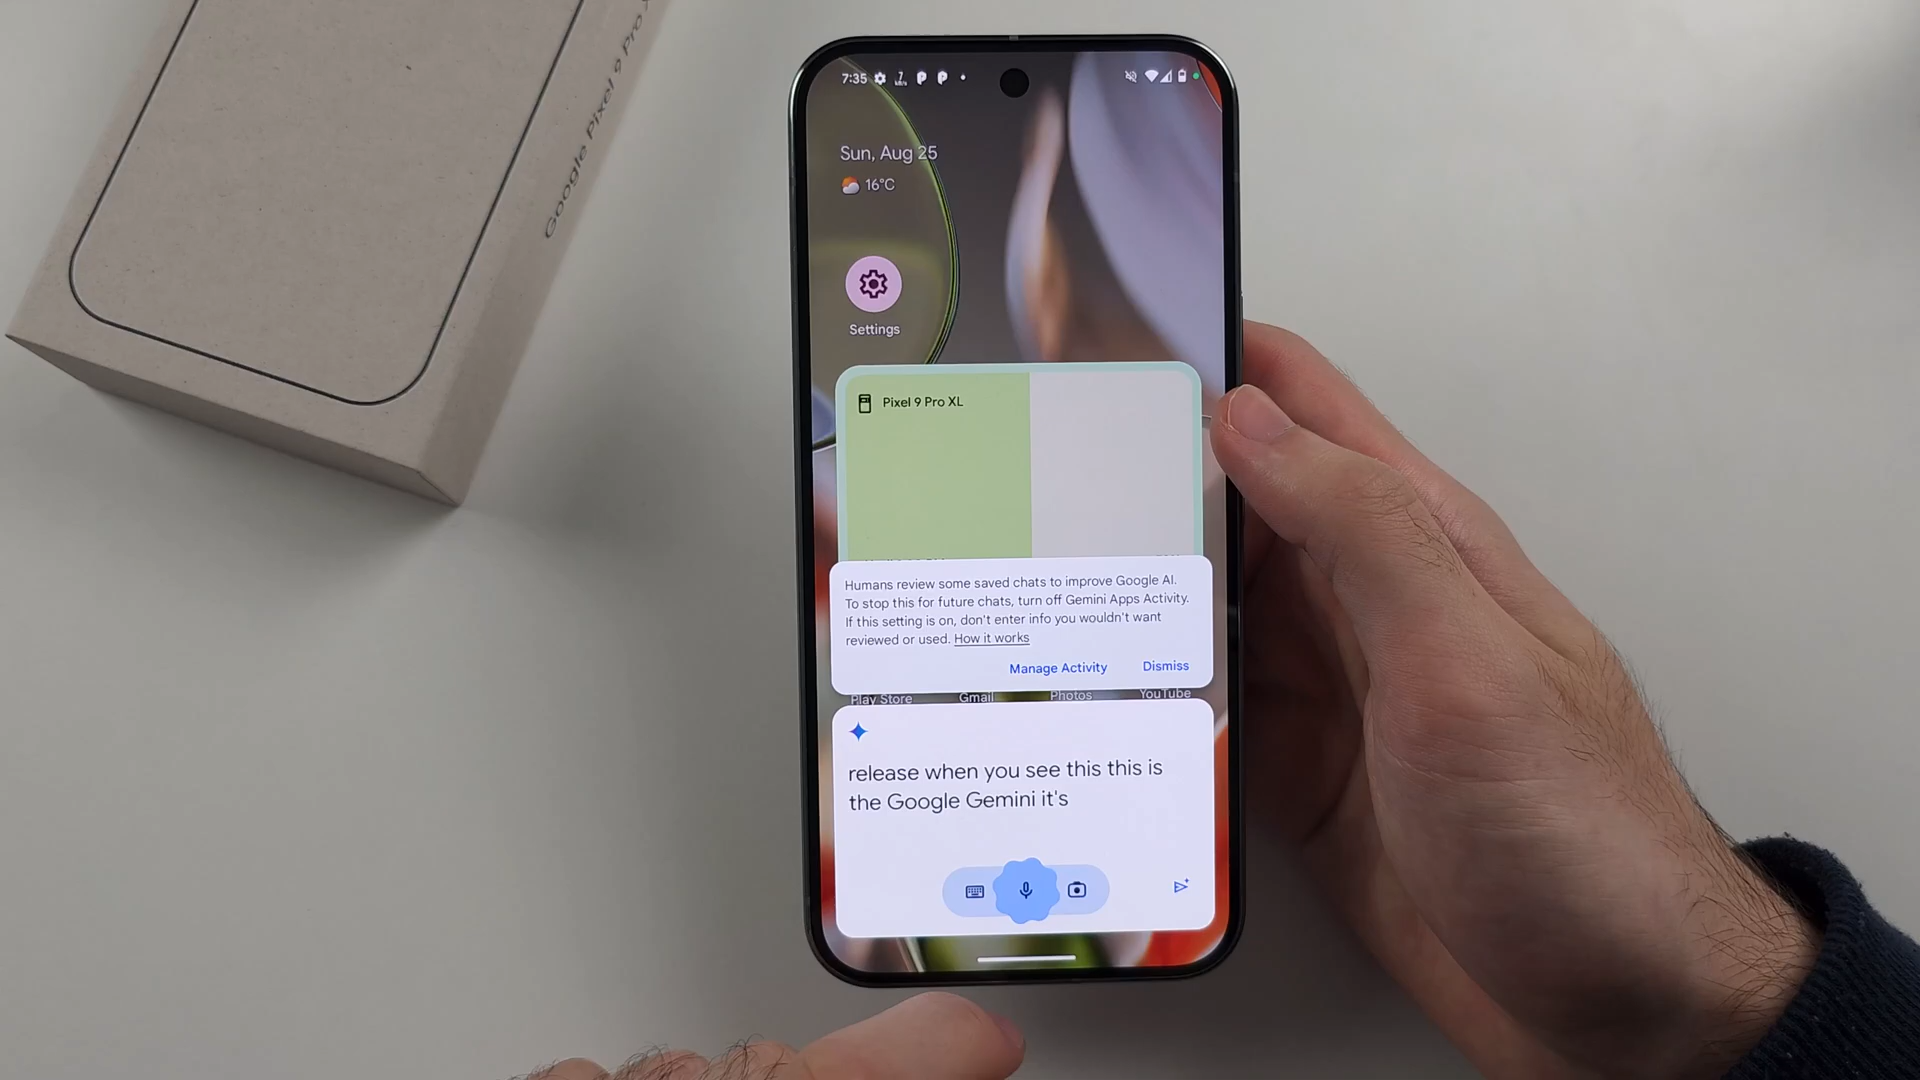 Google Pixel 9 Pro
7:35
Sun, Aug 25
16°C
Settings
Pixel 9 Pro XL
Humans review some saved chats to improve Google AI.
To stop this for future chats, turn off Gemini Apps Activity.
If this setting is on, don't enter info you wouldn't want
reviewed or used. How it works
Manage Activity Dismiss
Play Store Gmail Photos YouTube
release when you see this this is
the Google Gemini it's